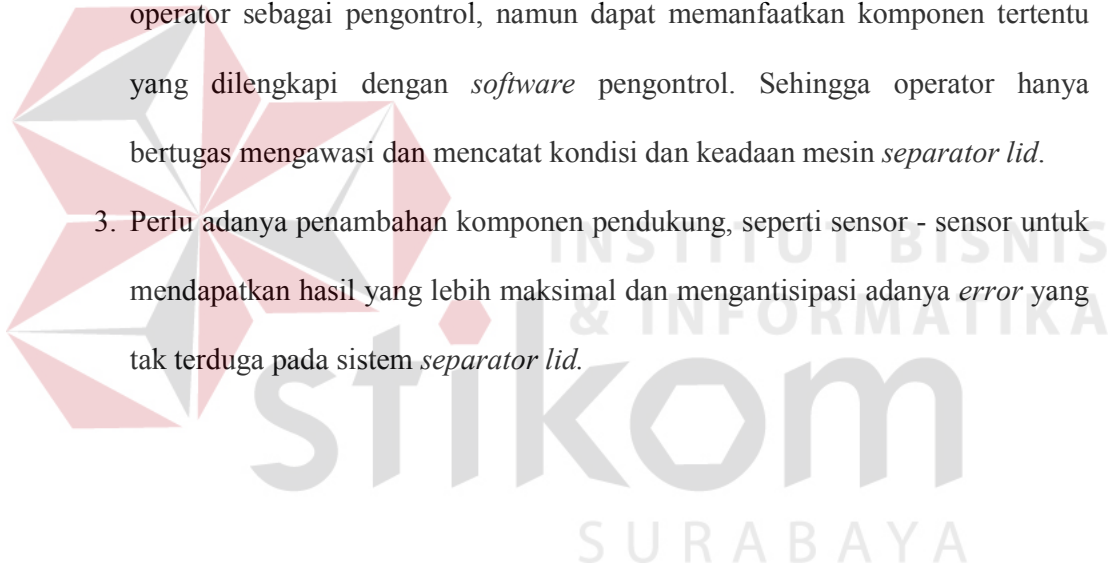 operator sebagai pengontrol, namun dapat memanfaatkan komponen tertentu
yang dilengkapi dengan software pengontrol. Sehingga operator hanya
bertugas mengawasi dan mencatat kondisi dan keadaan mesin separator lid.
3. Perlu adanya penambahan komponen pendukung, seperti sensor - sensor untuk
mendapatkan hasil yang lebih maksimal dan mengantisipasi adanya error yang
tak terduga pada sistem separator lid.
INSTITUT BISNIS
& INFORMATIKA
stikom
SURABAYA